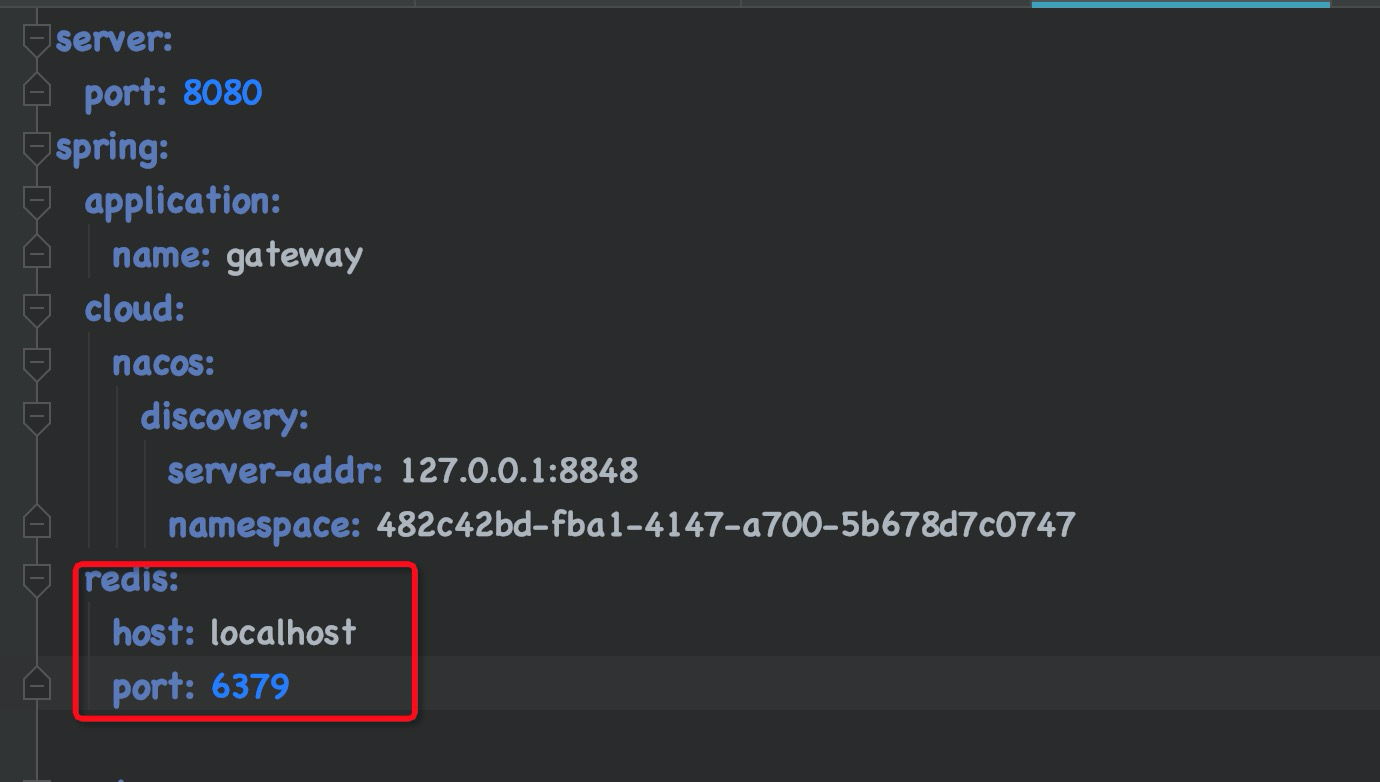 server:
port: 8080
spring:
application:
name: gateway
cloud:
nacos:
discovery:
server-addr: 127.0.0.1:8848
namespace: 482c42bd-fba1-4147-a700-5b678d7c0747
redis:
host: localhost
port: 6379